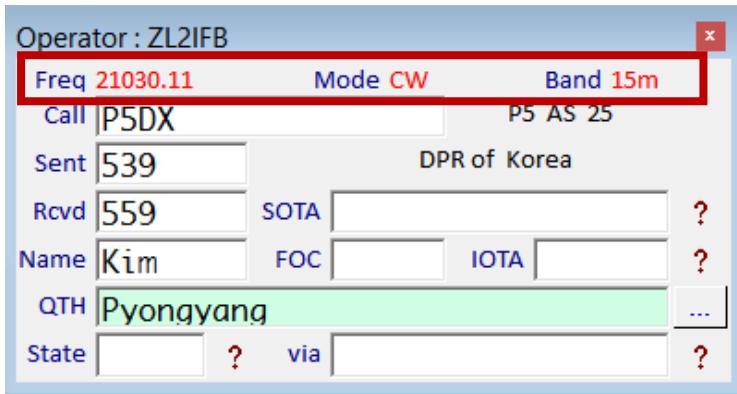 Operator : ZL2IFB x
Freq 21030.11 Mode CW Band 15m
Call P5DX P5 AS 25
Sent 539 DPR of Korea
Rcvd 559 SOTA ?
Name Kim FOC IOTA ?
QTH Pyongyang ...
State ? via ?